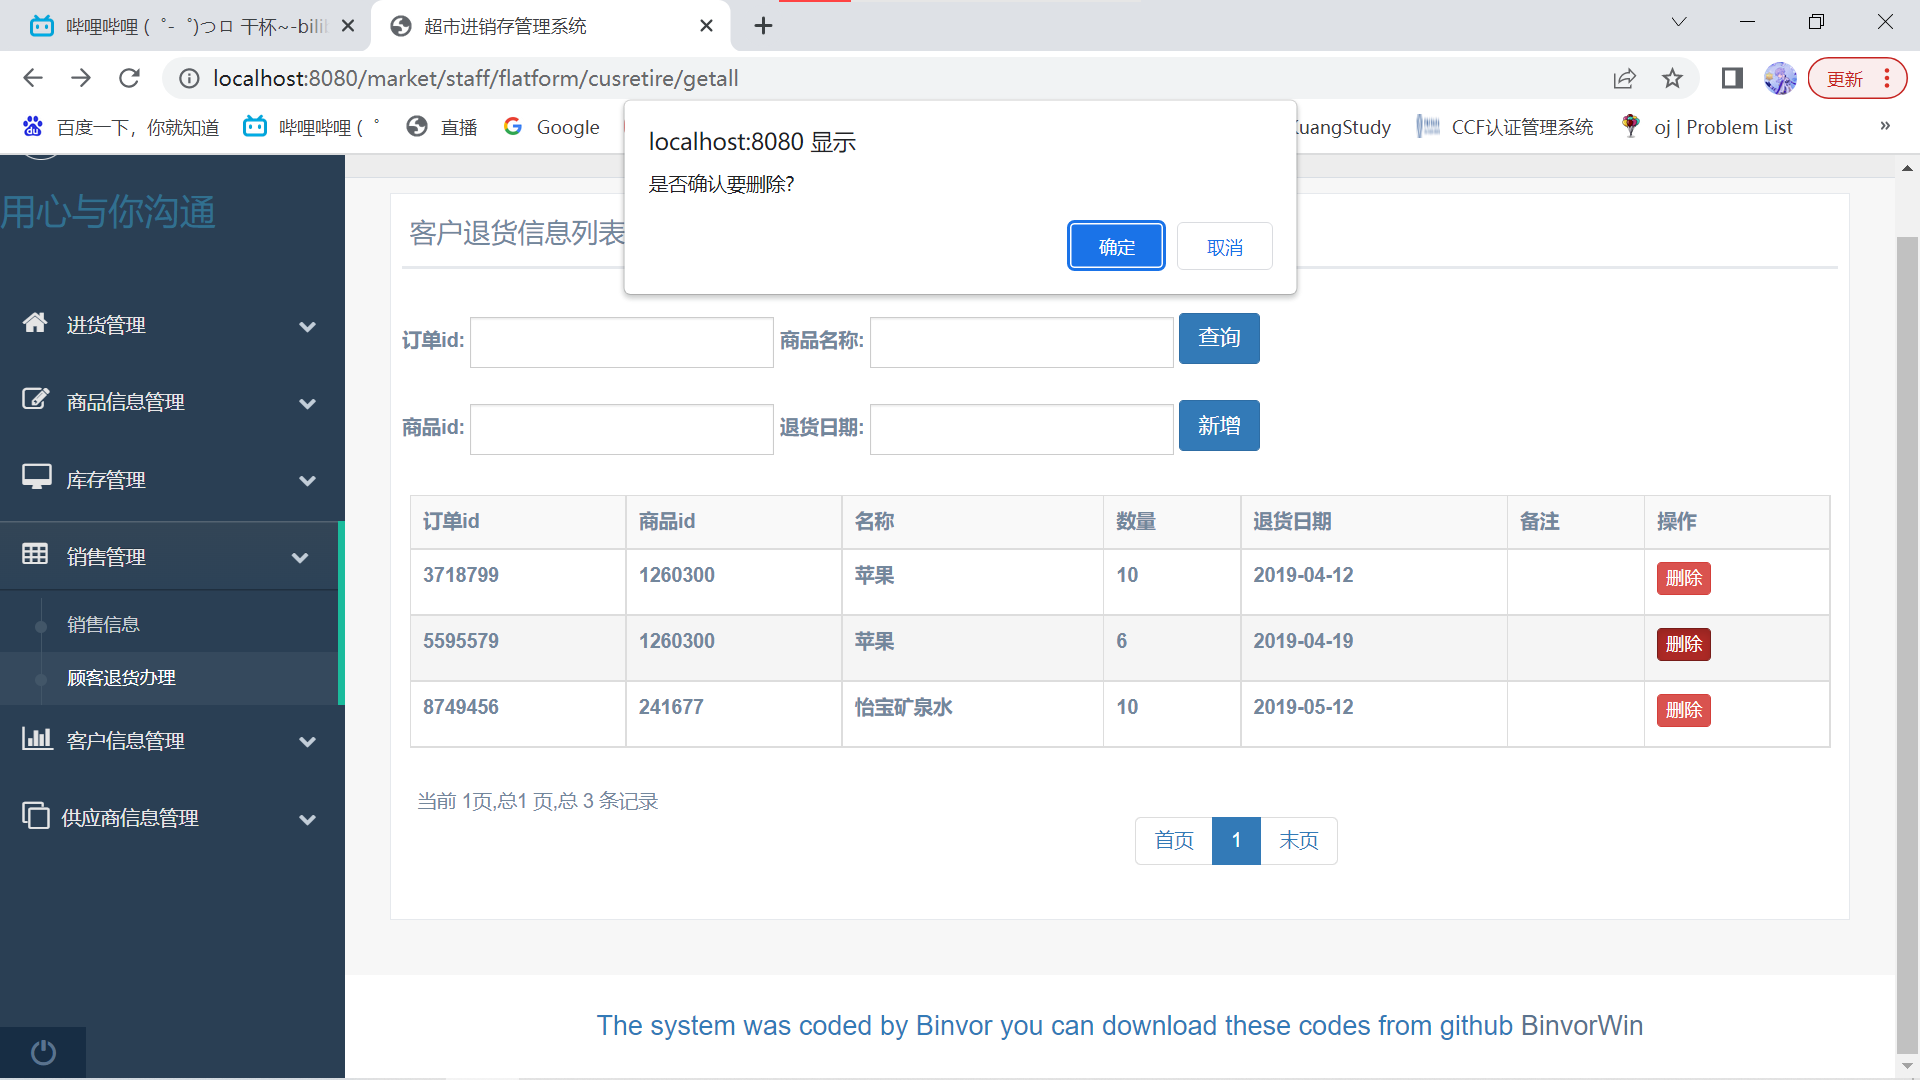 哔哩哔哩 (゜-゜)つロ 干杯~-bili
超市进销存管理系统
localhost:8080/market/staff/flatform/cusretire/getall
更新
百度一下，你就知道
哔哩哔哩 (゜
直播
Google
KuangStudy
CCF认证管理系统
oj | Problem List
»
localhost:8080 显示
是否确认要删除?
确定
取消
用心与你沟通
进货管理
商品信息管理
库存管理
销售管理
销售信息
顾客退货办理
客户信息管理
供应商信息管理
客户退货信息列表
订单id:
商品名称:
查询
商品id:
退货日期:
新增
订单id 商品id 名称 数量 退货日期 备注 操作
3718799 1260300 苹果 10 2019-04-12 删除
5595579 1260300 苹果 6 2019-04-19 删除
8749456 241677 怡宝矿泉水 10 2019-05-12 删除
当前 1页,总1 页,总 3 条记录
首页 1 末页
The system was coded by Binvor you can download these codes from github BinvorWin